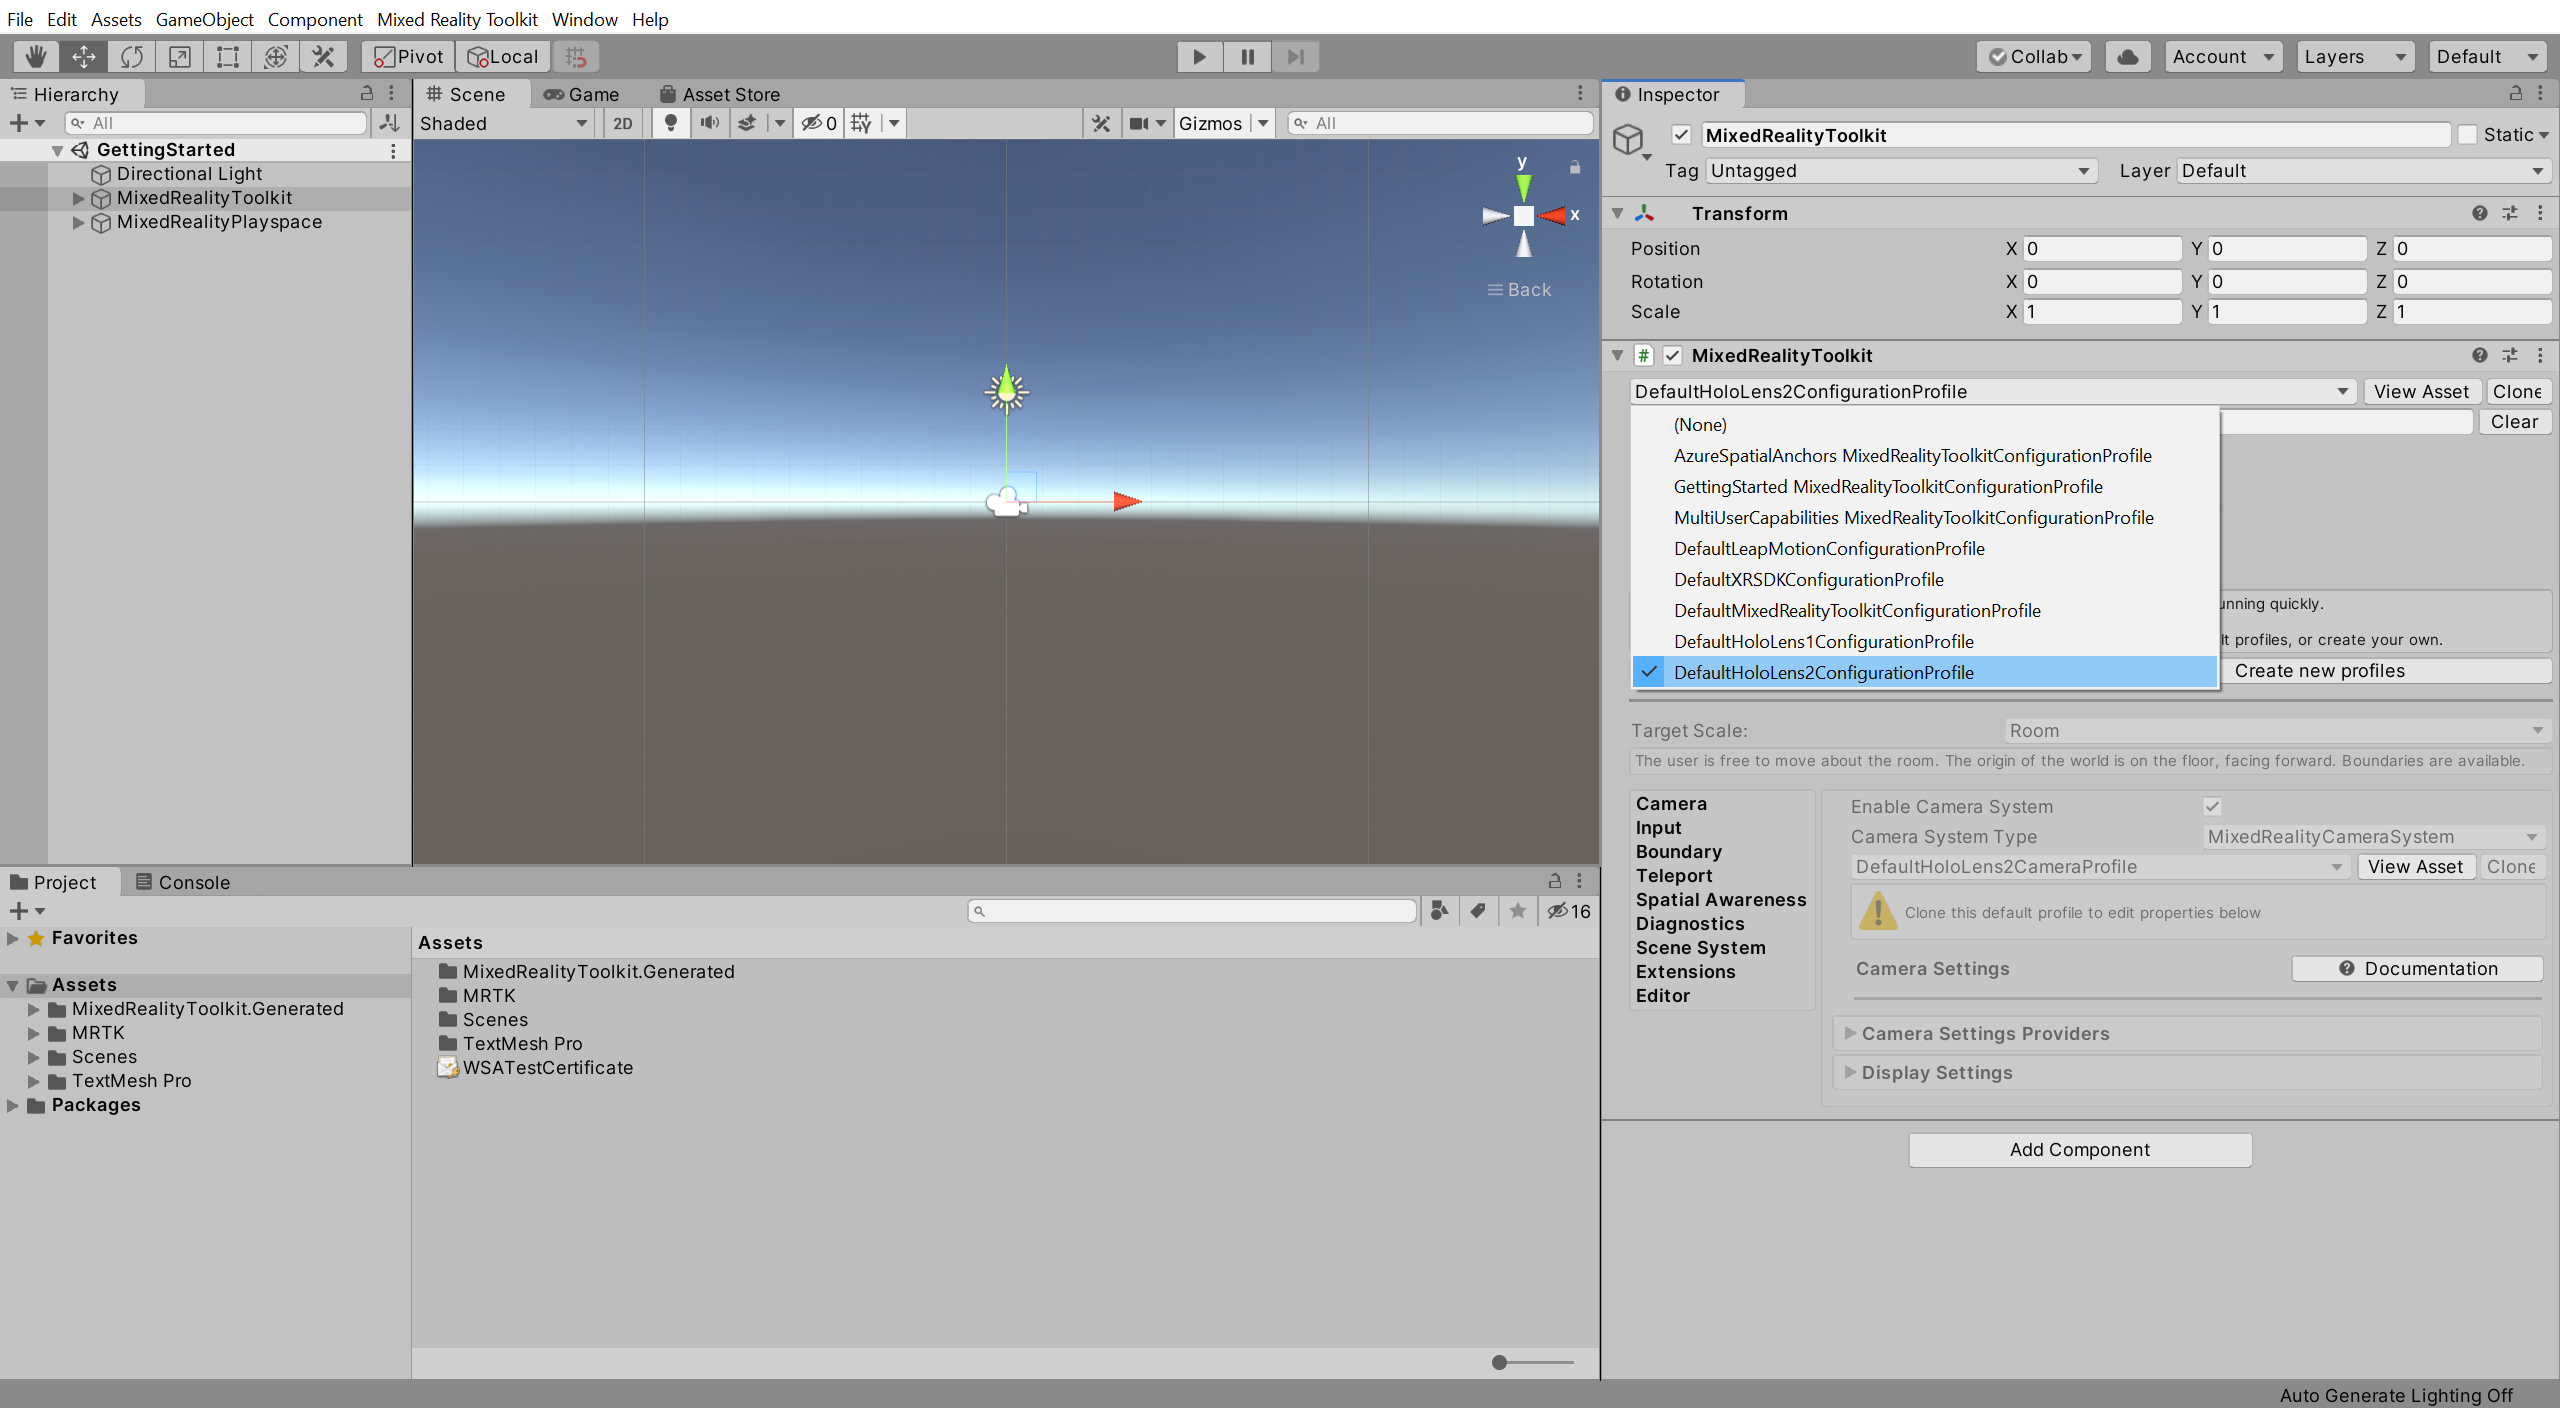 File Edit Assets GameObject Component Mixed Reality Toolkit Window Help
Pivot Local Collab Account Layers Default
Hierarchy
All
GettingStarted
Directional Light
MixedRealityToolkit
MixedRealityPlayspace
Scene Game Asset Store
Shaded 2D 0 Gizmos All
y
x
Back
Inspector
MixedRealityToolkit Static
Tag Untagged Layer Default
Transform
Position X 0 Y 0 Z 0
Rotation X 0 Y 0 Z 0
Scale X 1 Y 1 Z 1
# MixedRealityToolkit
DefaultHoloLens2ConfigurationProfile View Asset Clone
Clear
(None)
AzureSpatialAnchors MixedRealityToolkitConfigurationProfile
GettingStarted MixedRealityToolkitConfigurationProfile
MultiUserCapabilities MixedRealityToolkitConfigurationProfile
DefaultLeapMotionConfigurationProfile
DefaultXRSDKConfigurationProfile
DefaultMixedRealityToolkitConfigurationProfile
DefaultHoloLens1ConfigurationProfile
DefaultHoloLens2ConfigurationProfile
unning quickly.
lt profiles, or create your own.
Create new profiles
Target Scale: Room
The user is free to move about the room. The origin of the world is on the floor, facing forward. Boundaries are available.
Camera
Input
Boundary
Teleport
Spatial Awareness
Diagnostics
Scene System
Extensions
Editor
Enable Camera System
Camera System Type MixedRealityCameraSystem
DefaultHoloLens2CameraProfile View Asset Clone
Clone this default profile to edit properties below
Camera Settings Documentation
Camera Settings Providers
Display Settings
Add Component
Project Console
16
Favorites
Assets
MixedRealityToolkit.Generated
MRTK
Scenes
TextMesh Pro
Packages
Assets
MixedRealityToolkit.Generated
MRTK
Scenes
TextMesh Pro
WSATestCertificate
Auto Generate Lighting Off